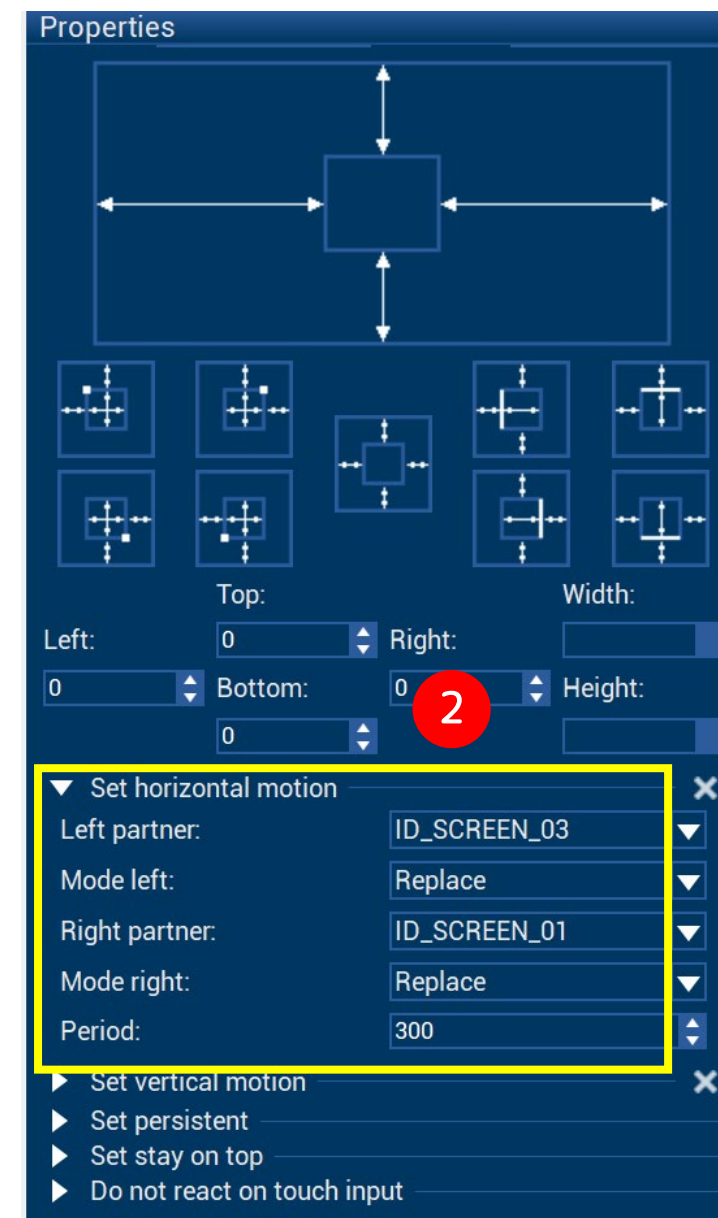 Properties
Top: Width:
Left: 0 Right:
0 Bottom: 0 Height:
0
2
Set horizontal motion
Left partner: ID_SCREEN_03
Mode left: Replace
Right partner: ID_SCREEN_01
Mode right: Replace
Period: 300
Set vertical motion
Set persistent
Set stay on top
Do not react on touch input